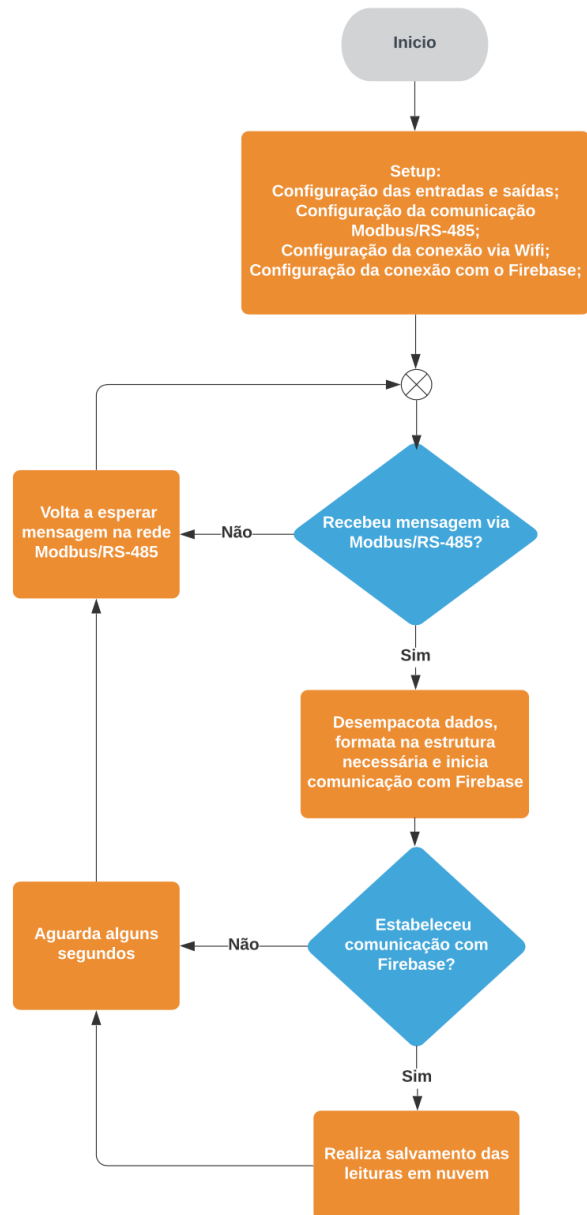 Inicio
Setup:
Configuração das entradas e saídas;
Configuração da comunicação
Modbus/RS-485;
Configuração da conexão via Wifi;
Configuração da conexão com o Firebase;
Recebeu mensagem via
Modbus/RS-485?
Não
Volta a esperar
mensagem na rede
Modbus/RS-485
Sim
Desempacota dados,
formata na estrutura
necessária e inicia
comunicação com Firebase
Estabeleceu
comunicação com
Firebase?
Não
Aguarda alguns
segundos
Sim
Realiza salvamento das
leituras em nuvem